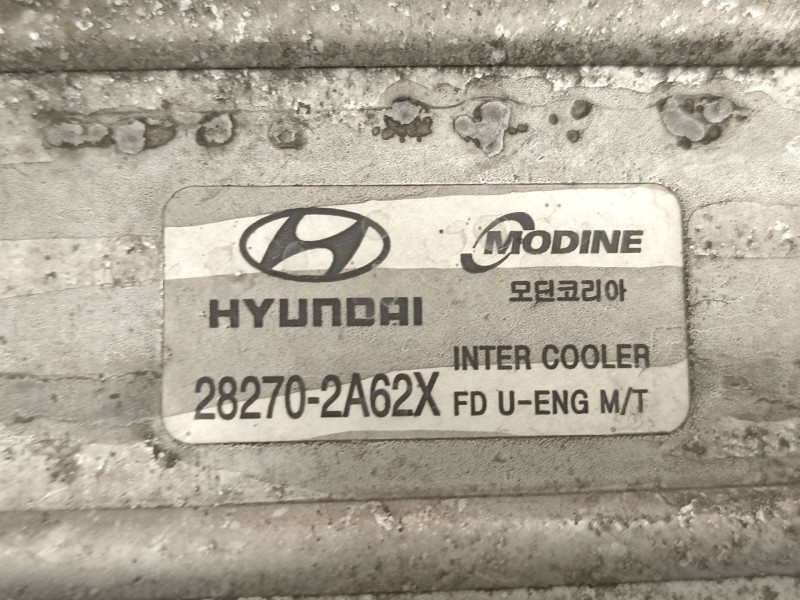 HYUNDAI
MODINE
모딘코리아
28270-2A62X
INTER COOLER
FD U-ENG M/T